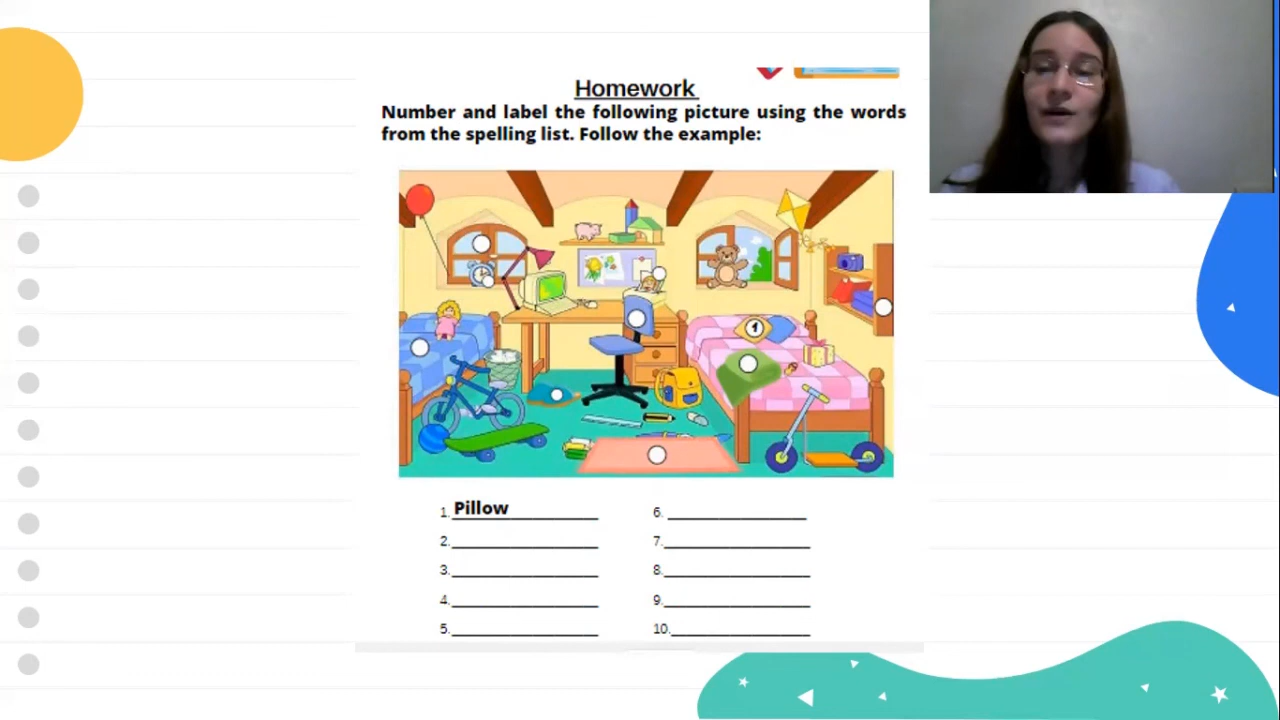 Homework
Number and label the following picture using the words
from the spelling list. Follow the example:
1
1. Pillow
2.
3.
4.
5.
6.
7.
8.
9.
10.